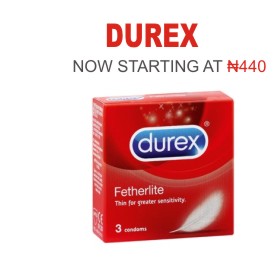 DUREX
NOW STARTING AT ₦440
durex
Fetherlite
Thin for greater sensitivity.
3 condoms